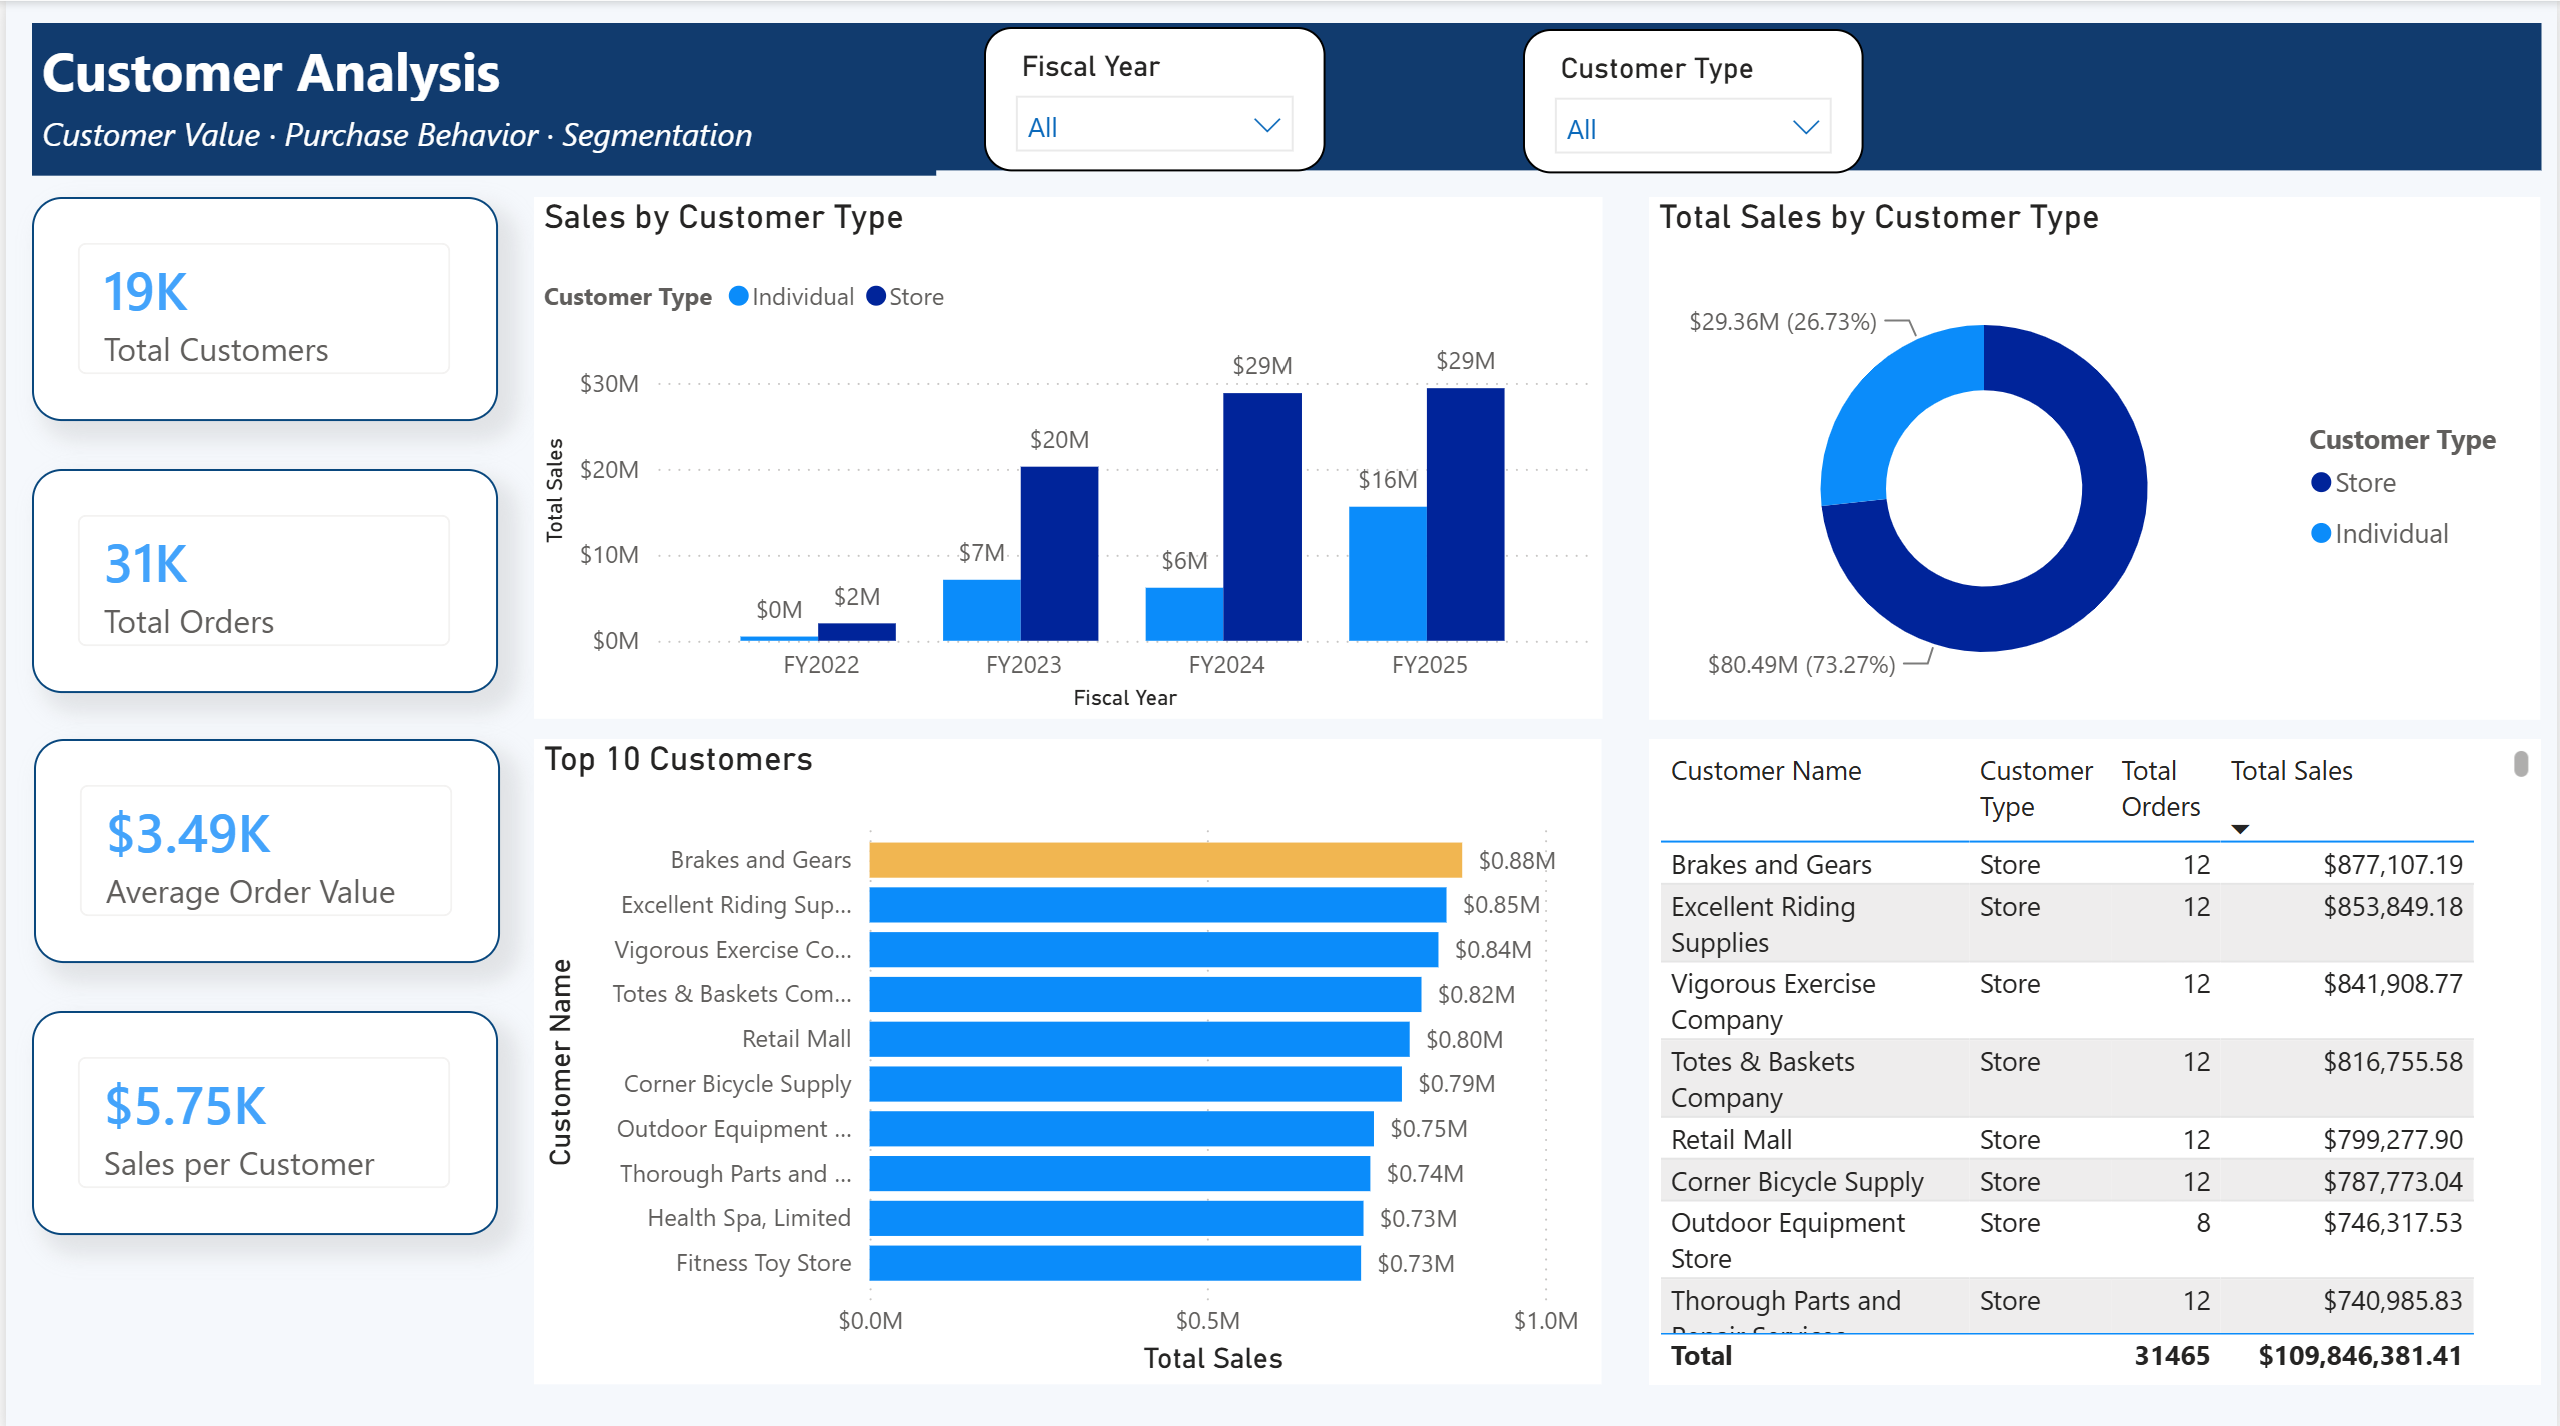 Customer Analysis
Customer Value · Purchase Behavior · Segmentation
Fiscal Year
All
Customer Type
All
19K
Total Customers
31K
Total Orders
$3.49K
Average Order Value
$5.75K
Sales per Customer
Sales by Customer Type
Customer Type Individual Store
Total Sales
$30M
$20M
$10M
$0M
$0M
$2M
$7M
$20M
$6M
$29M
$16M
$29M
FY2022 FY2023 FY2024 FY2025
Fiscal Year
Total Sales by Customer Type
$29.36M (26.73%)
$80.49M (73.27%)
Customer Type
Store
Individual
Top 10 Customers
Customer Name
Brakes and Gears $0.88M
Excellent Riding Sup... $0.85M
Vigorous Exercise Co... $0.84M
Totes & Baskets Com... $0.82M
Retail Mall $0.80M
Corner Bicycle Supply $0.79M
Outdoor Equipment ... $0.75M
Thorough Parts and ... $0.74M
Health Spa, Limited $0.73M
Fitness Toy Store $0.73M
$0.0M $0.5M $1.0M
Total Sales
Customer Name Customer Total Total Sales
Type Orders
Brakes and Gears Store 12 $877,107.19
Excellent Riding Store 12 $853,849.18
Supplies
Vigorous Exercise Store 12 $841,908.77
Company
Totes & Baskets Store 12 $816,755.58
Company
Retail Mall Store 12 $799,277.90
Corner Bicycle Supply Store 12 $787,773.04
Outdoor Equipment Store 8 $746,317.53
Store
Thorough Parts and Store 12 $740,985.83
Repair Services
Total 31465 $109,846,381.41